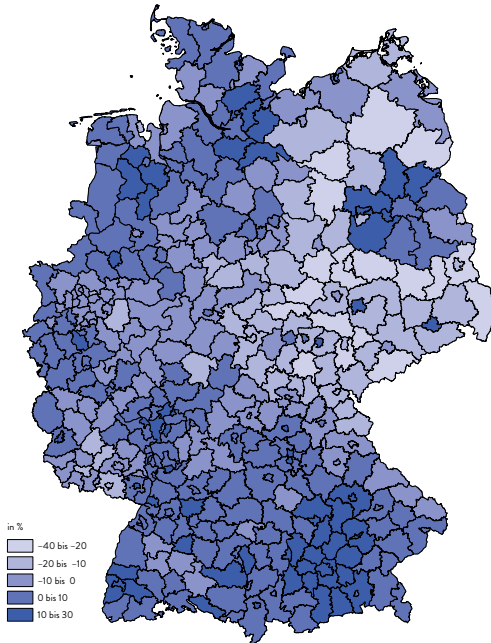 in %
–40 bis –20
–20 bis –10
–10 bis 0
0 bis 10
10 bis 30